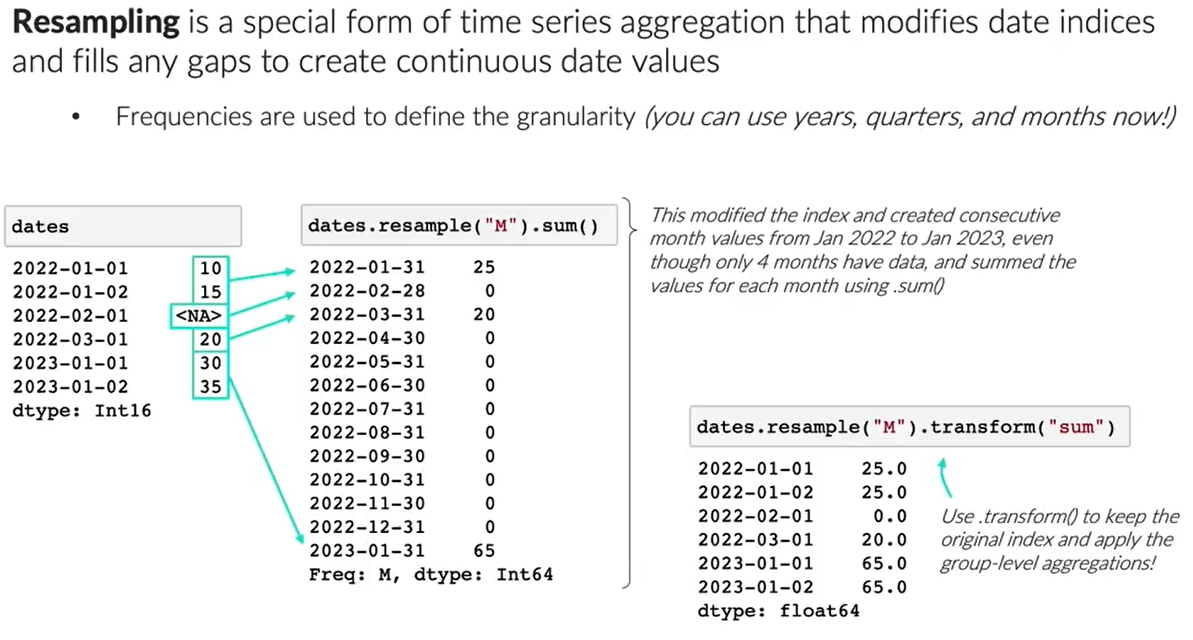 Resampling is a special form of time series aggregation that modifies date indices
and fills any gaps to create continuous date values
• Frequencies are used to define the granularity (you can use years, quarters, and months now!)
dates
2022-01-01 10
2022-01-02 15
2022-02-01 <NA>
2022-03-01 20
2023-01-01 30
2023-01-02 35
dtype: Int16
dates.resample("M").sum()
2022-01-31 25
2022-02-28 0
2022-03-31 20
2022-04-30 0
2022-05-31 0
2022-06-30 0
2022-07-31 0
2022-08-31 0
2022-09-30 0
2022-10-31 0
2022-11-30 0
2022-12-31 0
2023-01-31 65
Freq: M, dtype: Int64
This modified the index and created consecutive
month values from Jan 2022 to Jan 2023, even
though only 4 months have data, and summed the
values for each month using .sum()
dates.resample("M").transform("sum")
2022-01-01 25.0
2022-01-02 25.0
2022-02-01 0.0
2022-03-01 20.0
2023-01-01 65.0
2023-01-02 65.0
dtype: float64
Use .transform() to keep the
original index and apply the
group-level aggregations!